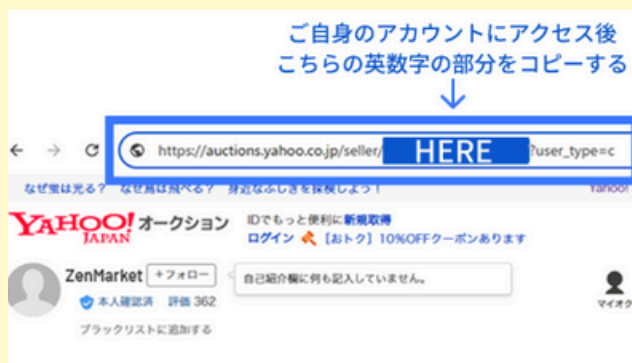 ご自身のアカウントにアクセス後
こちらの英数字の部分をコピーする
https://auctions.yahoo.co.jp/seller/ HERE ?user_type=c
なぜ蛍は光る? なぜ鳥は飛べる? 身近なふしぎを探検しよう! Yahoo!
YAHOO! JAPAN オークション
IDでもっと便利に新規取得
ログイン 【おトク】10%OFFクーポンあります
ZenMarket +フォロー 自己紹介欄に何も記入していません。
本人確認済 評価 362
マイオク
ブラックリストに追加する